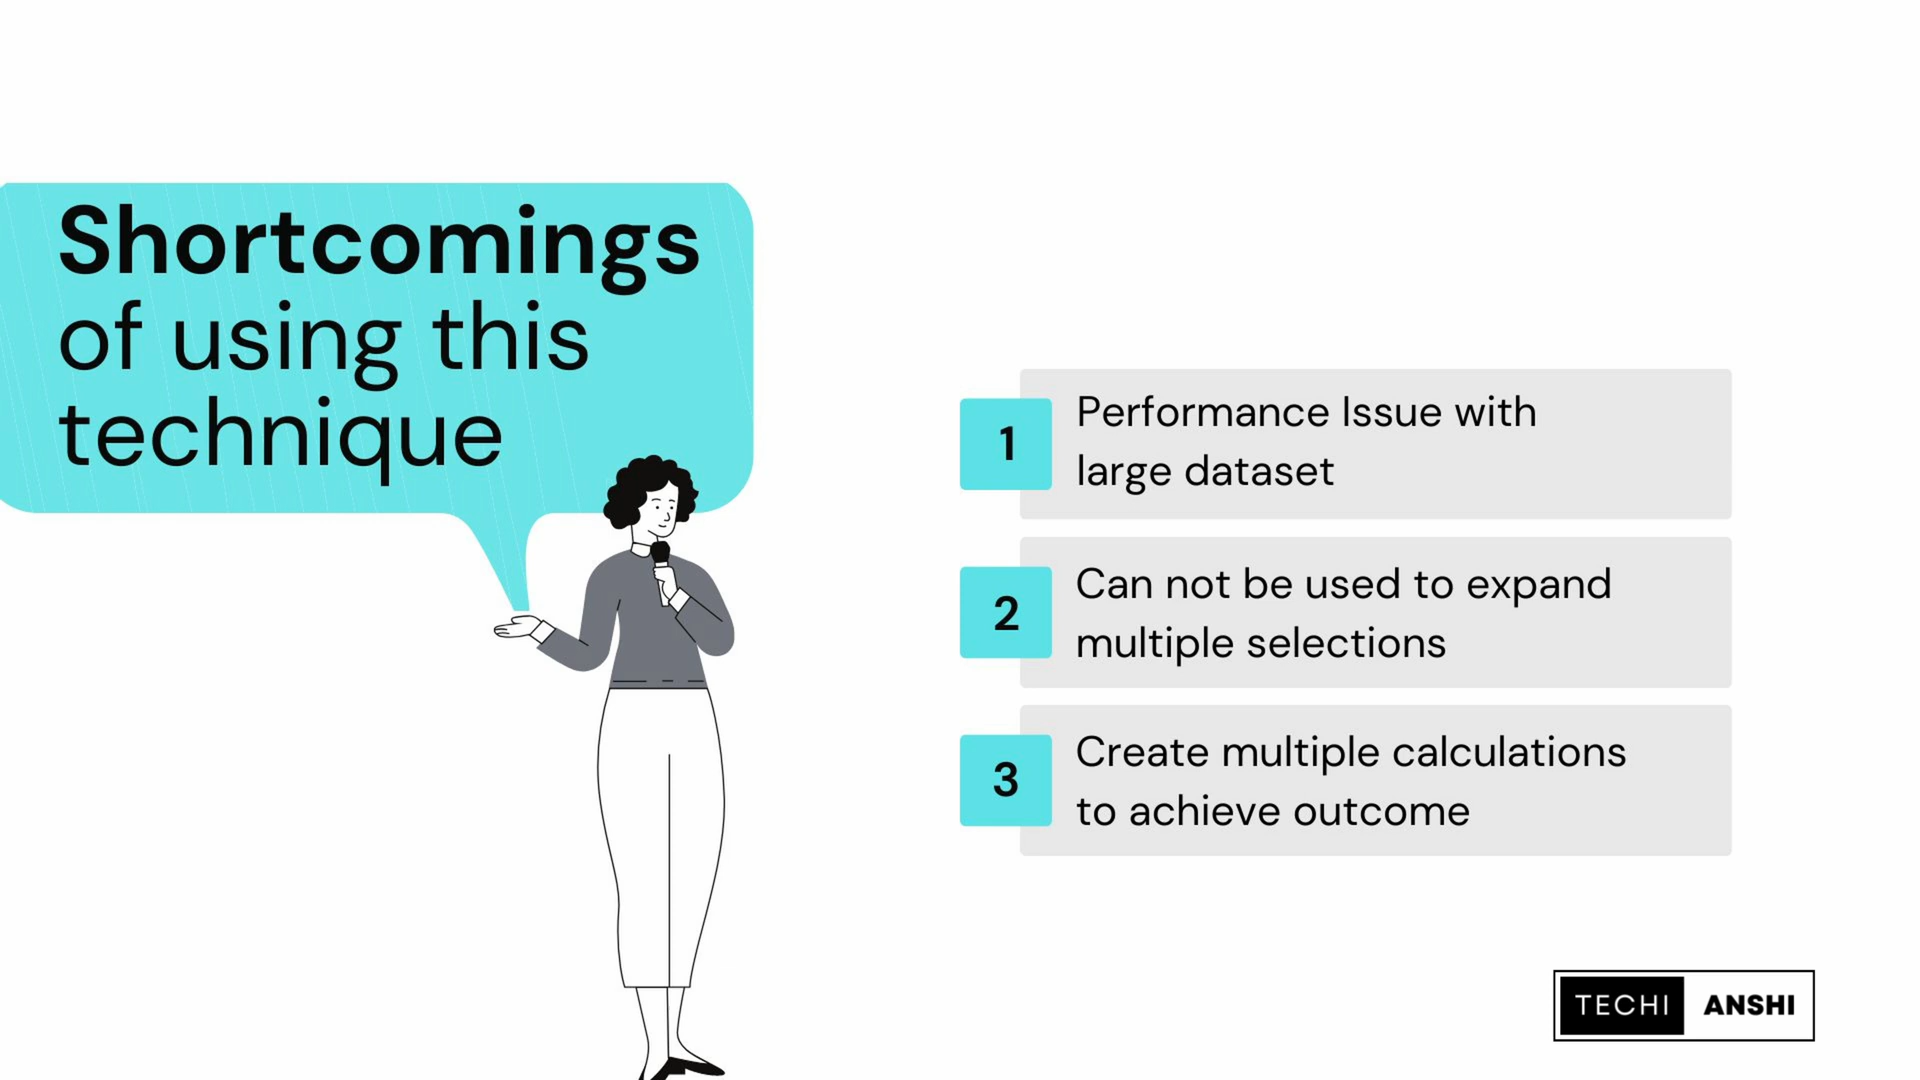 Shortcomings
of using this
technique
1
Performance Issue with
large dataset
2
Can not be used to expand
multiple selections
3
Create multiple calculations
to achieve outcome
TECHI ANSHI